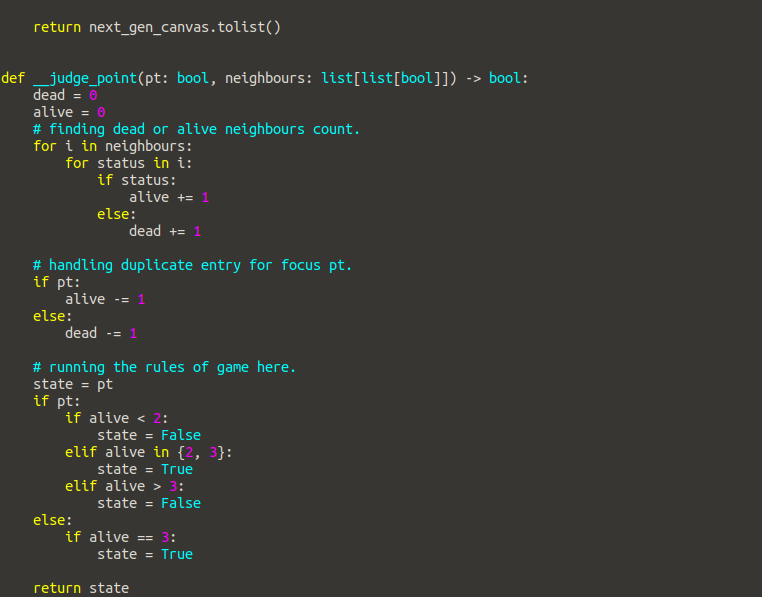 return next_gen_canvas.tolist()
def __judge_point(pt: bool, neighbours: list[list[bool]]) -> bool:
    dead = 0
    alive = 0
    # finding dead or alive neighbours count.
    for i in neighbours:
        for status in i:
            if status:
                alive += 1
            else:
                dead += 1
    # handling duplicate entry for focus pt.
    if pt:
        alive -= 1
    else:
        dead -= 1
    # running the rules of game here.
    state = pt
    if pt:
        if alive < 2:
            state = False
        elif alive in {2, 3}:
            state = True
        elif alive > 3:
            state = False
    else:
        if alive == 3:
            state = True
    return state